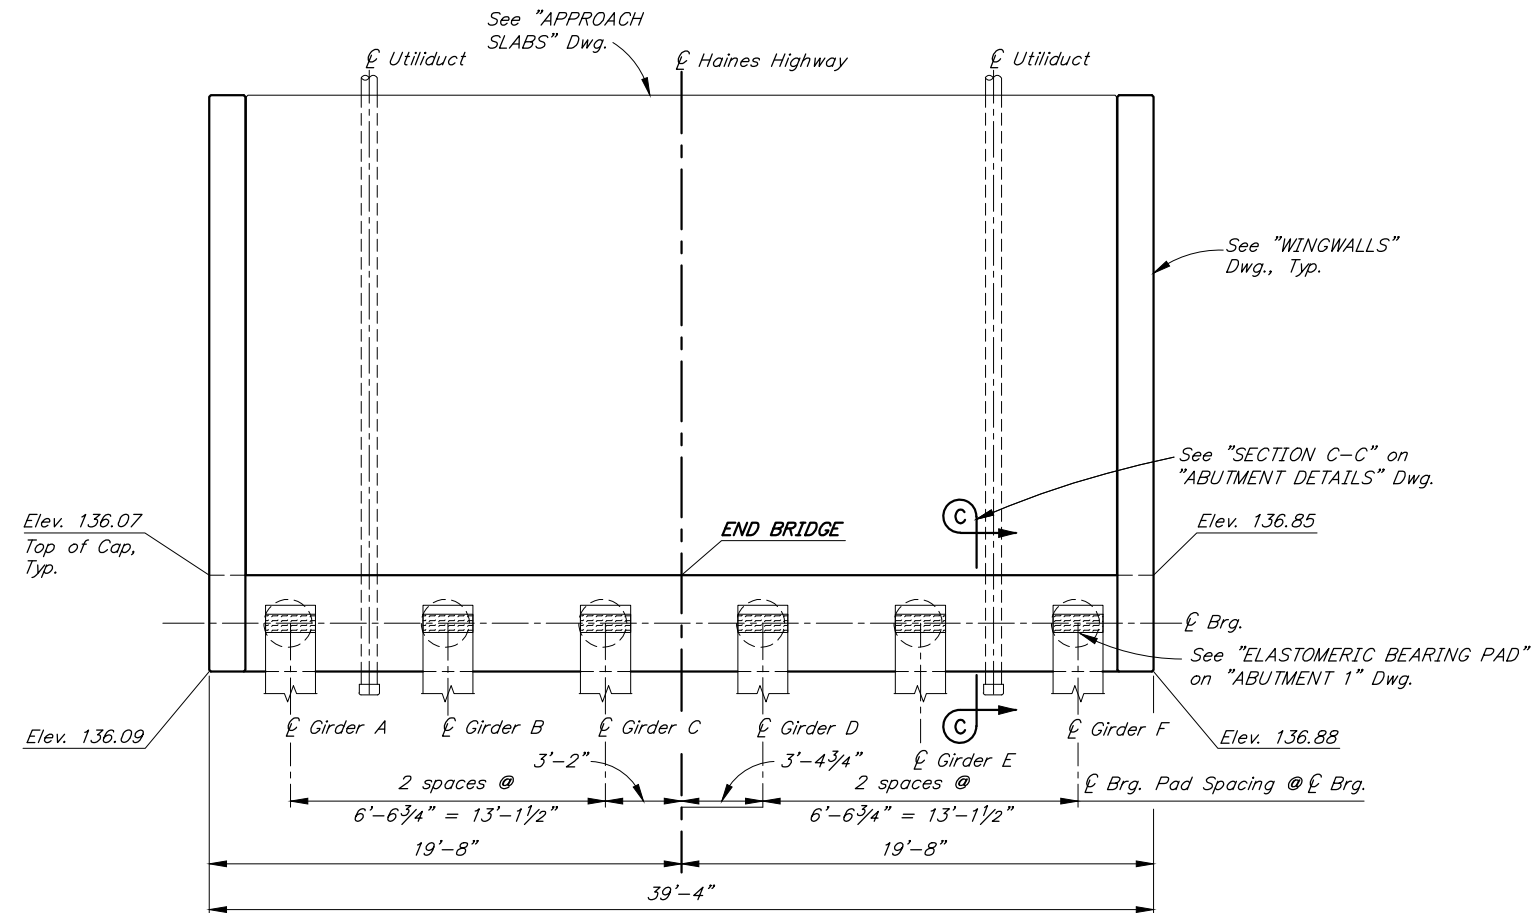 See "APPROACH
SLABS" Dwg.
℄ Utiliduct
℄ Haines Highway
℄ Utiliduct
See "WINGWALLS"
Dwg., Typ.
See "SECTION C-C" on
"ABUTMENT DETAILS" Dwg.
Elev. 136.07
Top of Cap,
Typ.
END BRIDGE
C
Elev. 136.85
℄ Brg.
See "ELASTOMERIC BEARING PAD"
on "ABUTMENT 1" Dwg.
Elev. 136.09
℄ Girder A
℄ Girder B
℄ Girder C
℄ Girder D
C
℄ Girder F
Elev. 136.88
℄ Girder E
3'-2"
3'-4¾"
2 spaces @
6'-6¾" = 13'-1½"
2 spaces @
6'-6¾" = 13'-1½"
℄ Brg. Pad Spacing @ ℄ Brg.
19'-8"
19'-8"
39'-4"